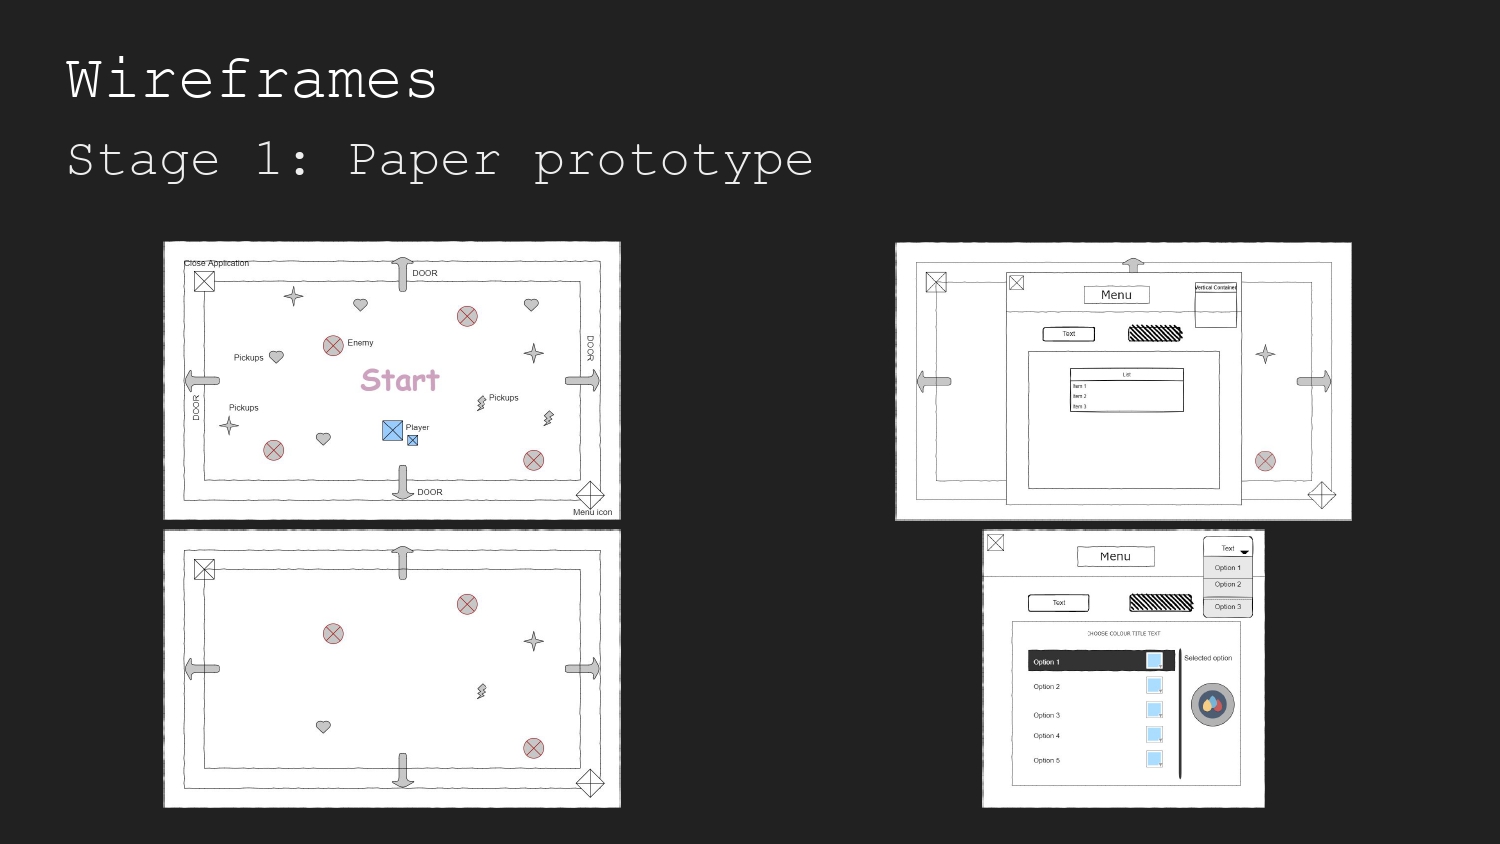 Wireframes
Stage 1: Paper prototype
Close Application
DOOR
Enemy
DOOR
Pickups
Start
Pickups
DOOR
Pickups
Player
DOOR
Menu icon
Menu
Vertical Container
Text
List
Item 1
Item 2
Item 3
Menu
Text
Option 1
Option 2
Option 3
Text
CHOOSE COLOUR TITLE TEXT
Option 1
Selected option
Option 2
Option 3
Option 4
Option 5